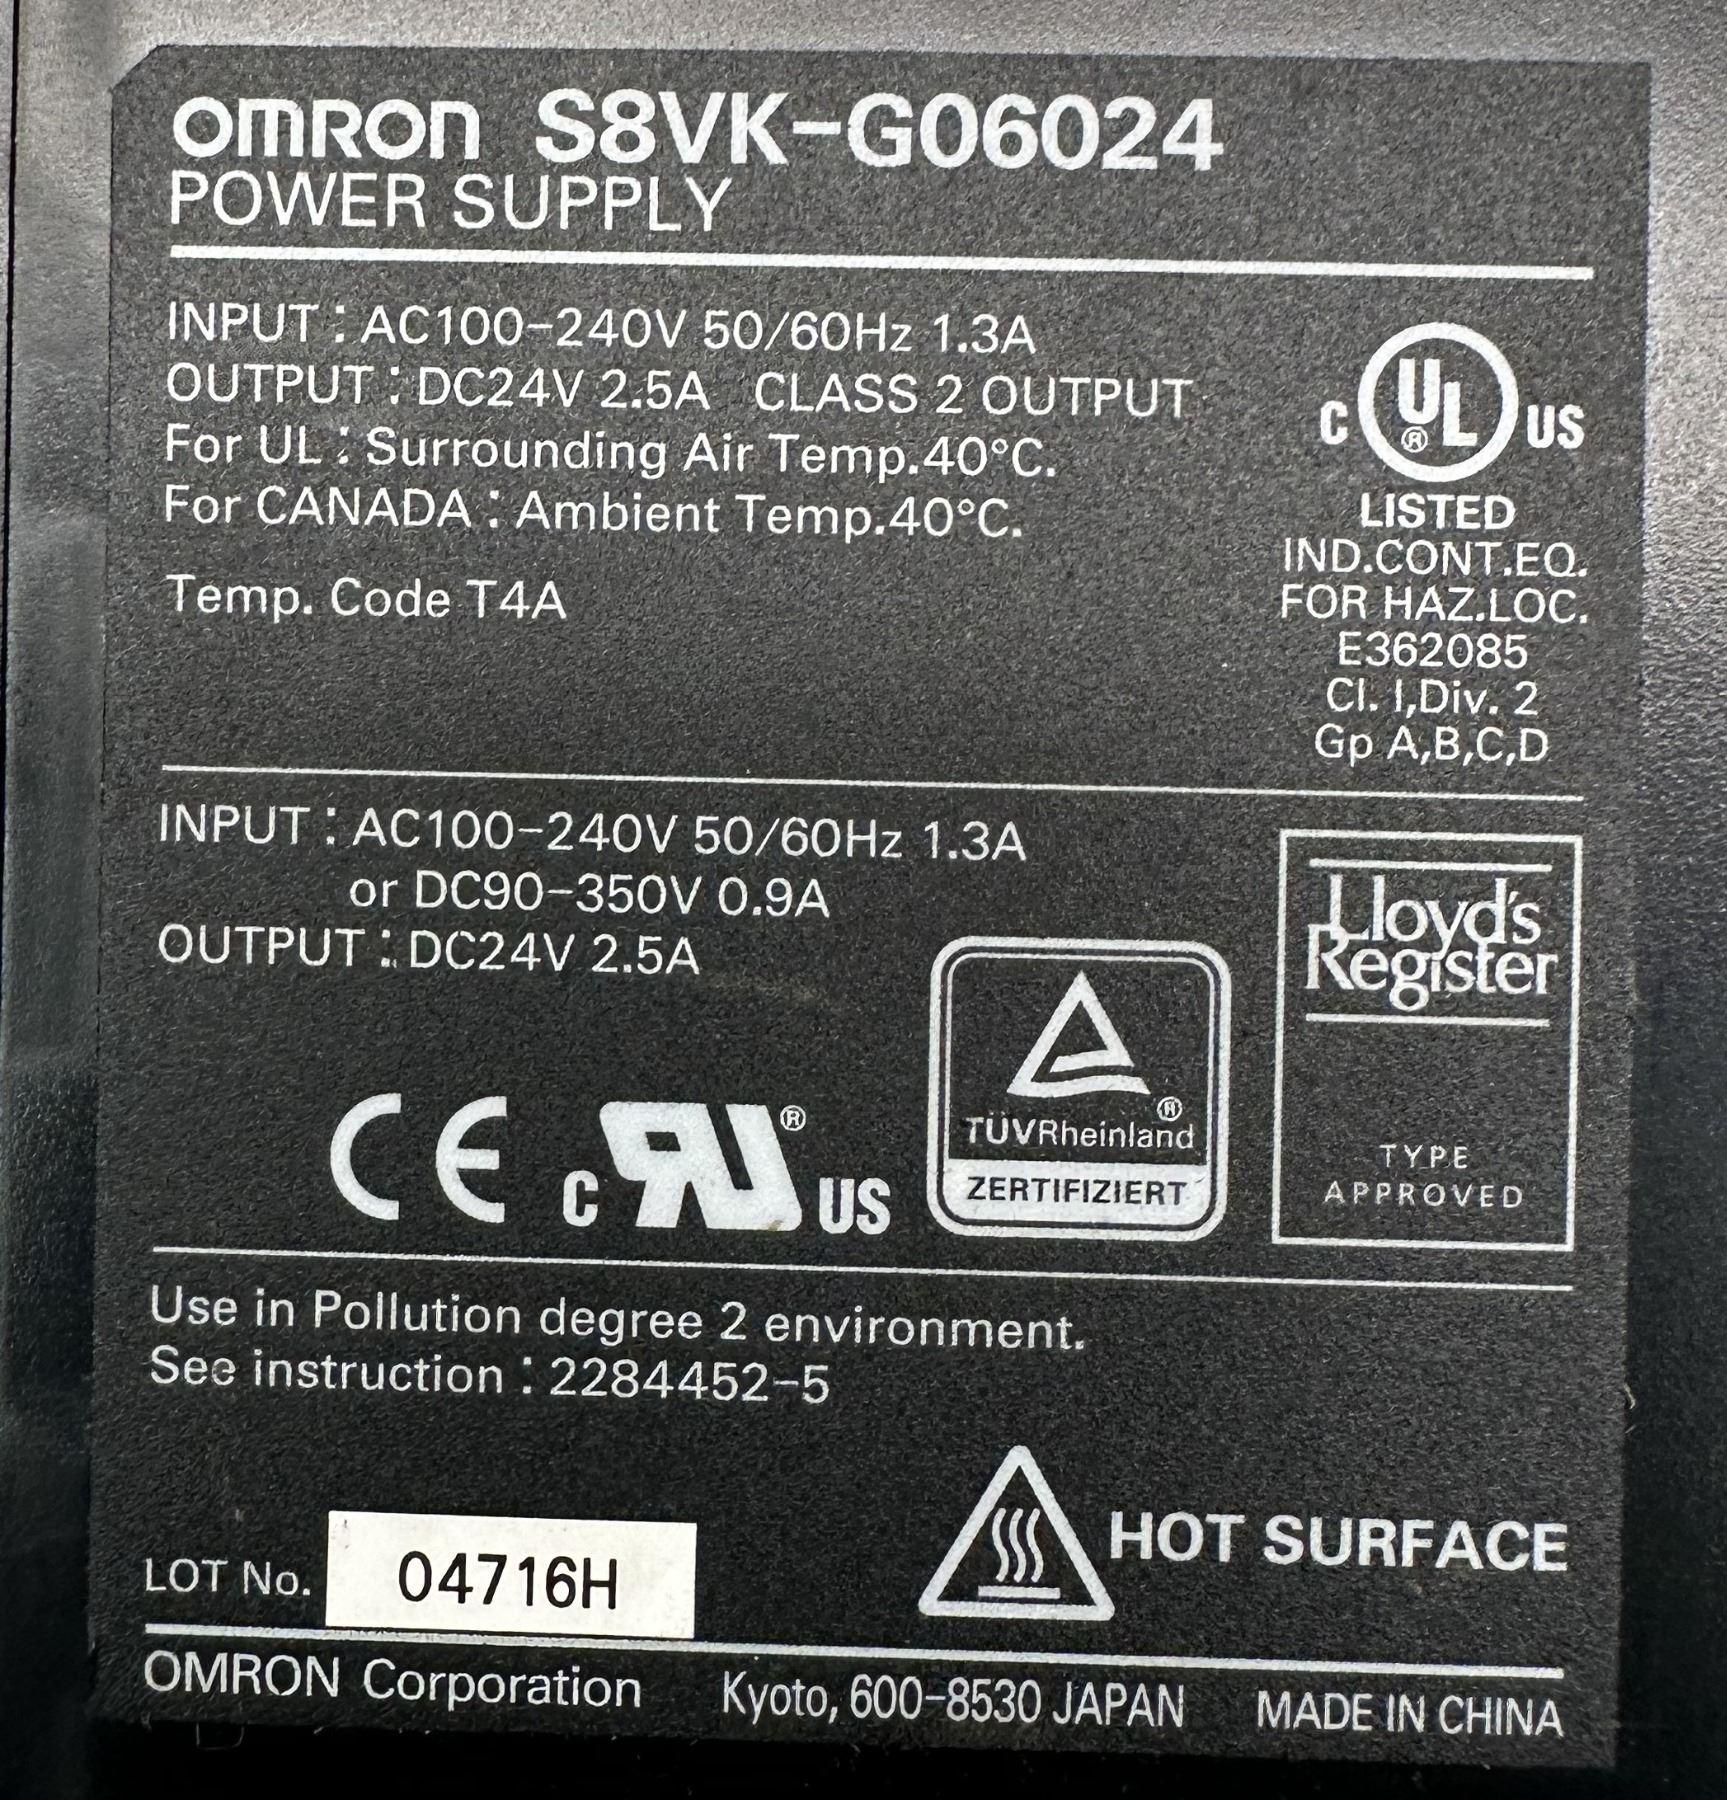 OMRON S8VK-G06024
POWER SUPPLY
INPUT : AC100-240V 50/60Hz 1.3A
OUTPUT : DC24V 2.5A CLASS 2 OUTPUT
For UL : Surrounding Air Temp.40°C.
For CANADA : Ambient Temp.40°C.
Temp. Code T4A
C UL® US
LISTED
IND.CONT.EQ.
FOR HAZ.LOC.
E362085
Cl. I,Div. 2
Gp A,B,C,D
INPUT : AC100-240V 50/60Hz 1.3A
or DC90-350V 0.9A
OUTPUT : DC24V 2.5A
CE C RU® US
TÜVRheinland®
ZERTIFIZIERT
Lloyd's
Register
TYPE
APPROVED
Use in Pollution degree 2 environment.
See instruction : 2284452-5
HOT SURFACE
LOT No. 04716H
OMRON Corporation Kyoto, 600-8530 JAPAN MADE IN CHINA